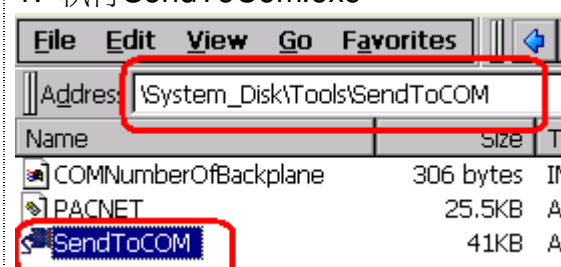 File Edit View Go Favorites
Address \System_Disk\Tools\SendToCOM
Name Size
COMNumberOfBackplane 306 bytes
PACNET 25.5KB
SendToCOM 41KB